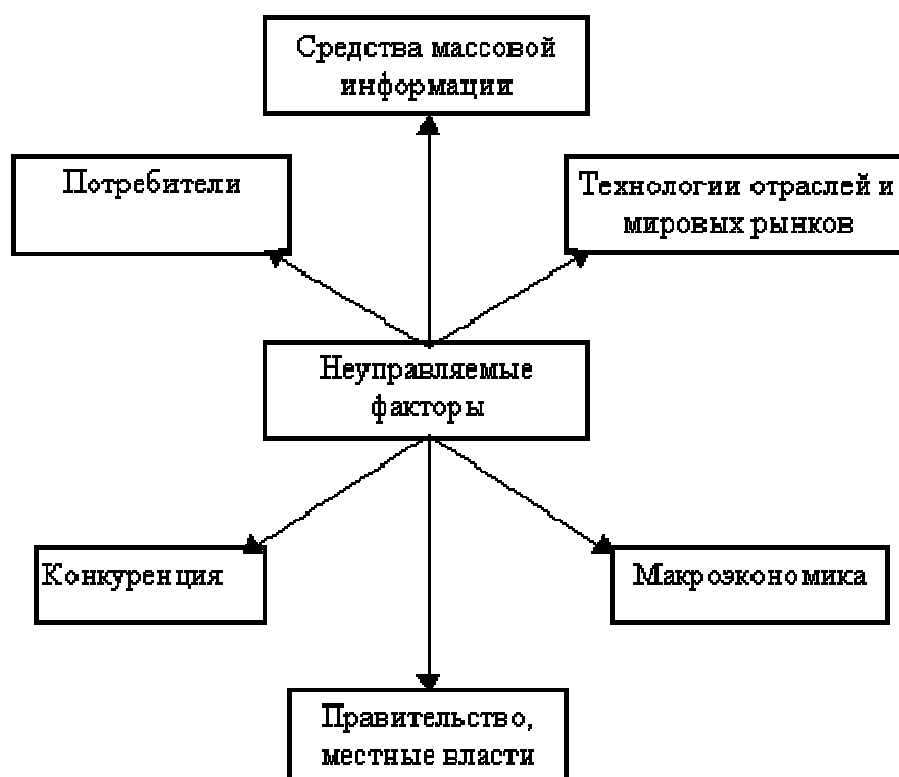 Средства массовой
информации
Потребители
Технологии отраслей и
мировых рынков
Неуправляемые
факторы
Конкуренция
Макроэкономика
Правительство,
местные власти